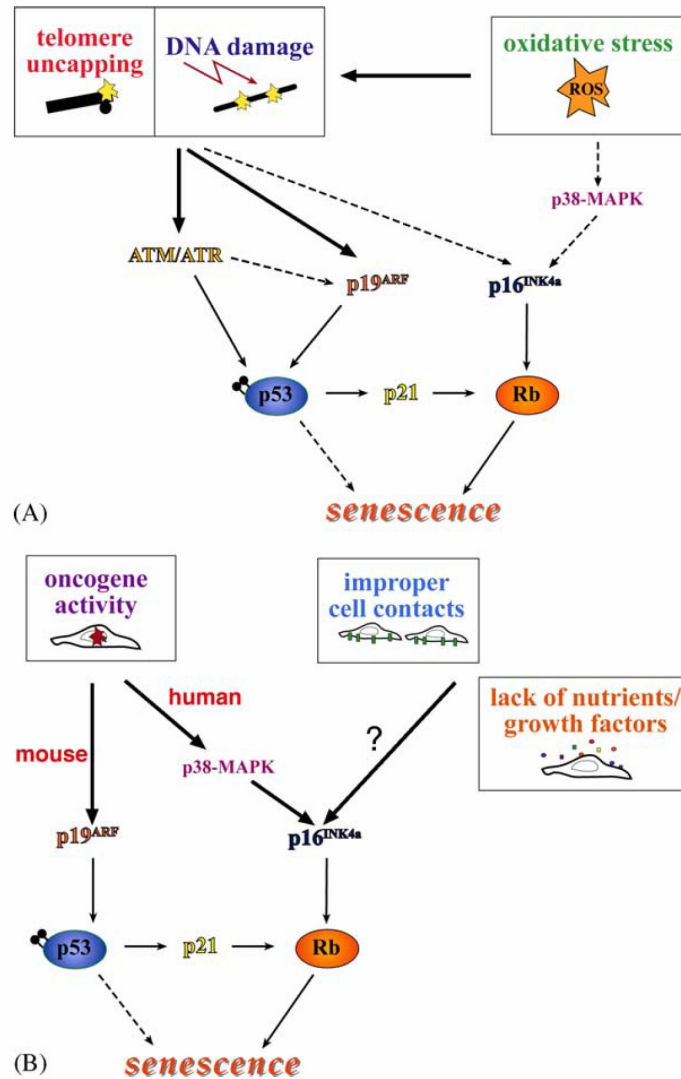 telomere
uncapping
DNA damage
oxidative stress
ROS
p38-MAPK
ATM/ATR
p19ARF
p16INK4a
p53
p21
Rb
senescence
(A)
oncogene
activity
improper
cell contacts
lack of nutrients/
growth factors
human
mouse
?
p38-MAPK
p19ARF
p16INK4a
p53
p21
Rb
senescence
(B)